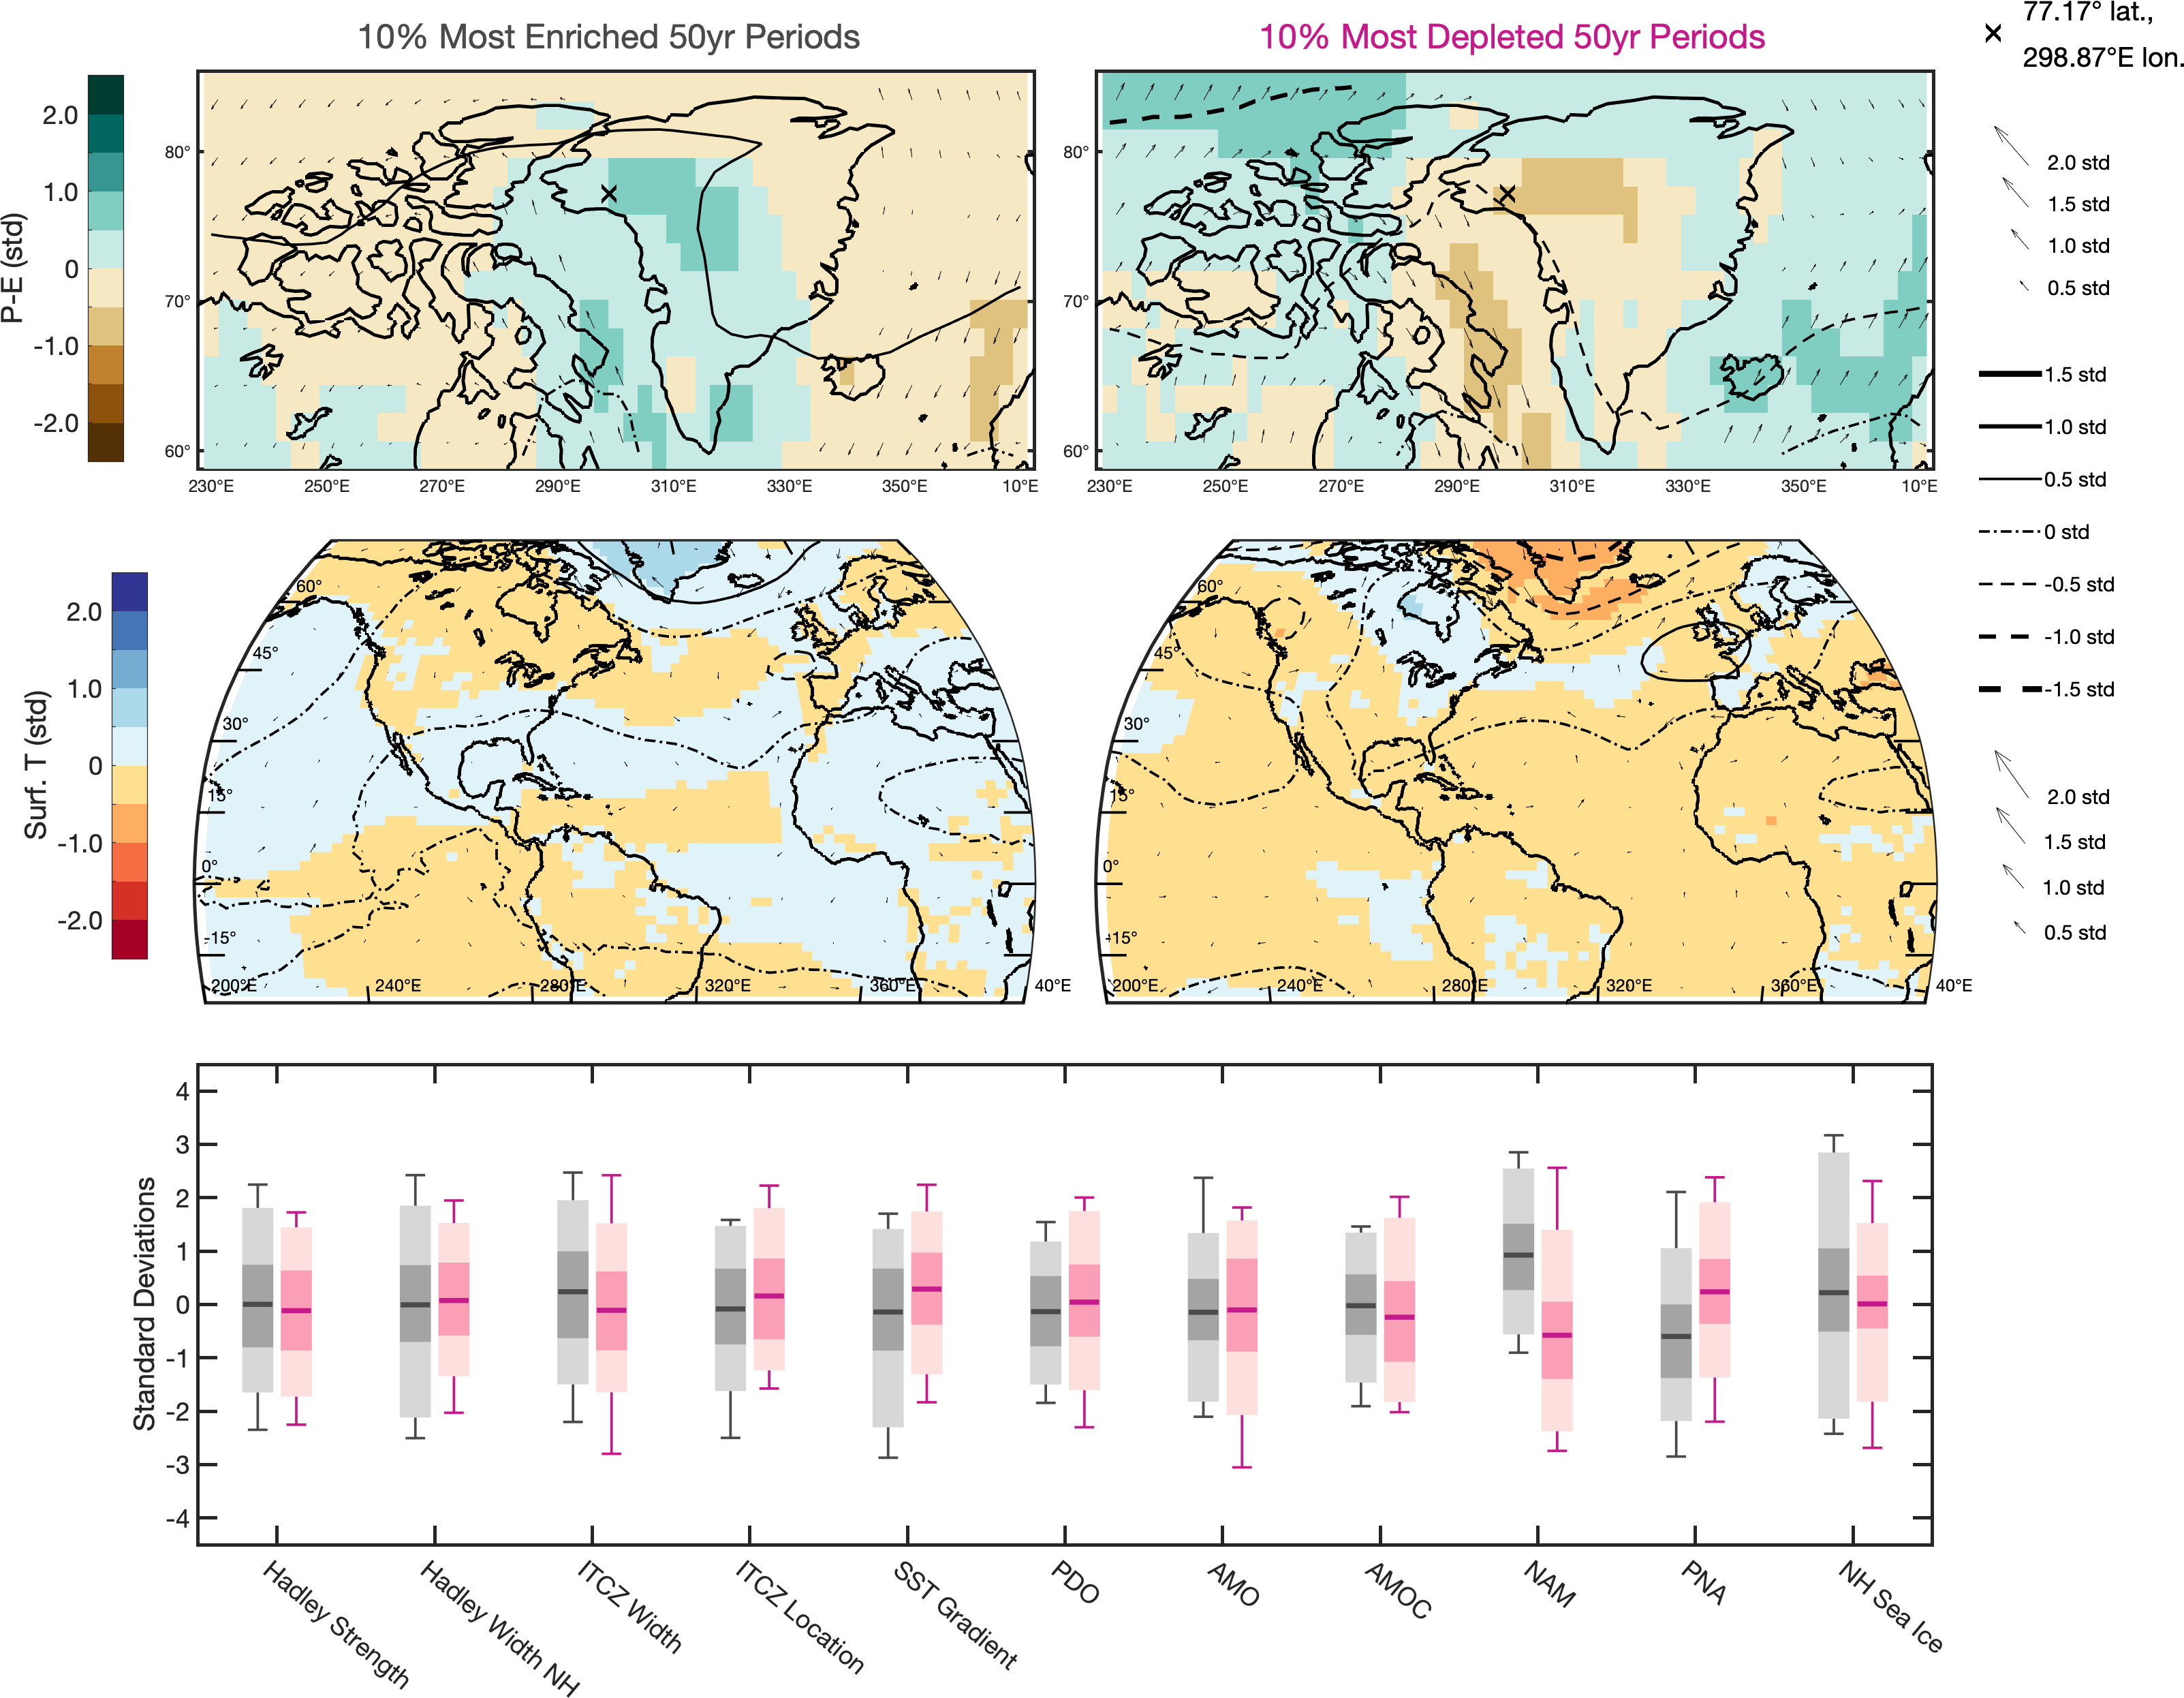 10% Most Enriched 50yr Periods
10% Most Depleted 50yr Periods
77.17° lat.,
298.87°E lon.
P-E (std)
2.0
1.0
0
-1.0
-2.0
80°
70°
60°
230°E 250°E 270°E 290°E 310°E 330°E 350°E 10°E
80°
70°
60°
230°E 250°E 270°E 290°E 310°E 330°E 350°E 10°E
2.0 std
1.5 std
1.0 std
0.5 std
1.5 std
1.0 std
0.5 std
0 std
-0.5 std
-1.0 std
-1.5 std
Surf. T (std)
2.0
1.0
0
-1.0
-2.0
60°
45°
30°
15°
0°
-15°
200°E 240°E 280°E 320°E 360°E 40°E
60°
45°
30°
15°
0°
-15°
200°E 240°E 280°E 320°E 360°E 40°E
2.0 std
1.5 std
1.0 std
0.5 std
Standard Deviations
4
3
2
1
0
-1
-2
-3
-4
Hadley Strength
Hadley Width NH
ITCZ Width
ITCZ Location
SST Gradient
PDO
AMO
AMOC
NAM
PNA
NH Sea Ice